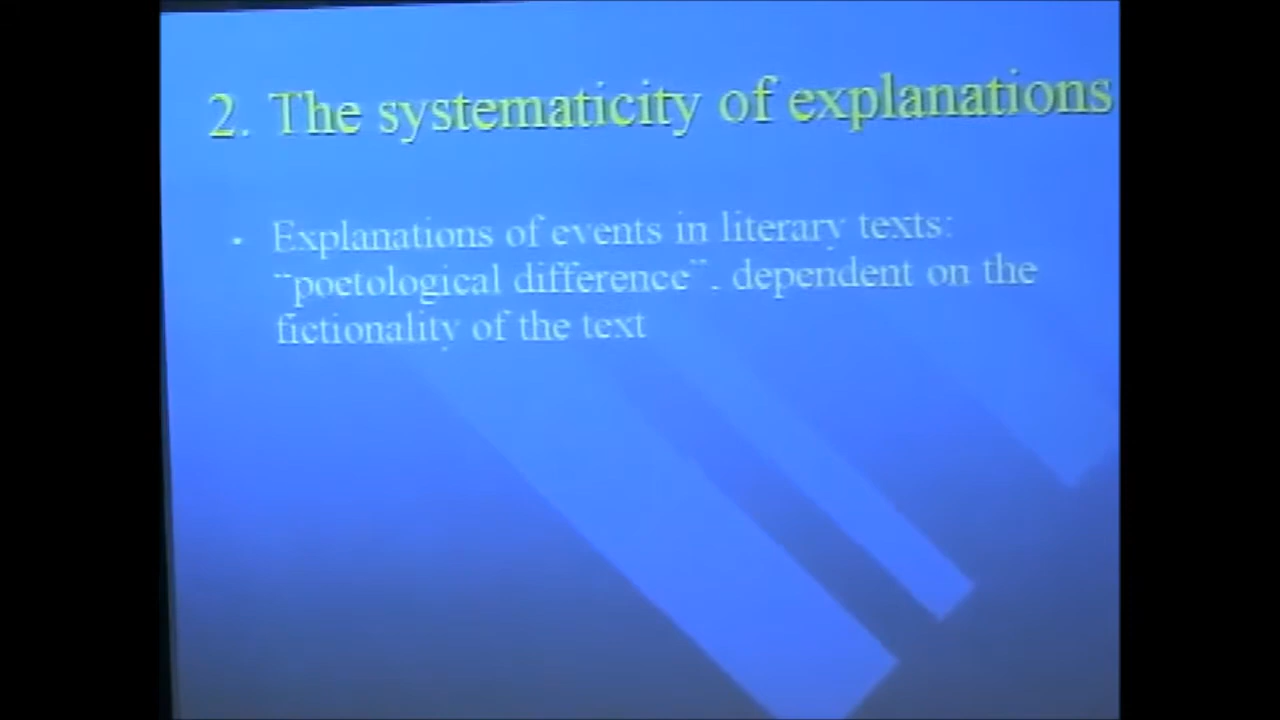 2. The systematicity of explanations
• Explanations of events in literary texts:
“poetological difference”, dependent on the
fictionality of the text